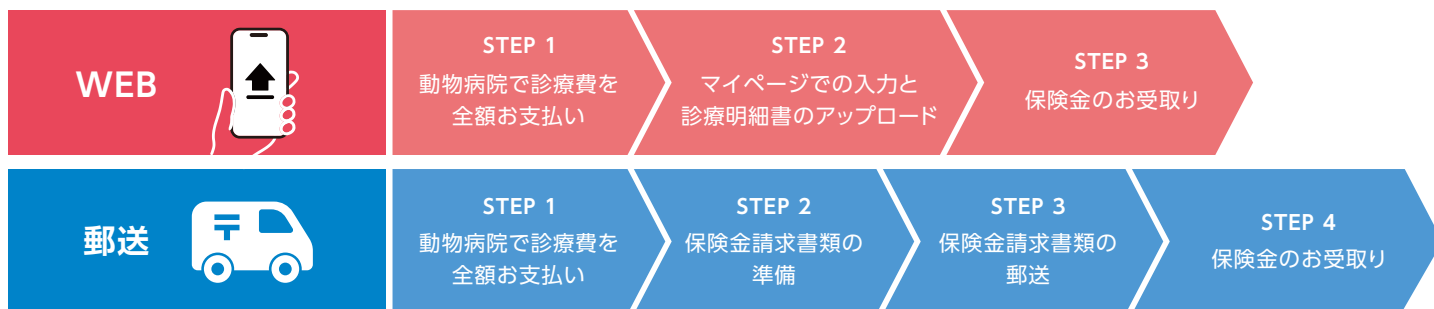 WEB
STEP 1
動物病院で診療費を
全額お支払い
STEP 2
マイページでの入力と
診療明細書のアップロード
STEP 3
保険金のお受取り
郵送
〒
STEP 1
動物病院で診療費を
全額お支払い
STEP 2
保険金請求書類の
準備
STEP 3
保険金請求書類の
郵送
STEP 4
保険金のお受取り